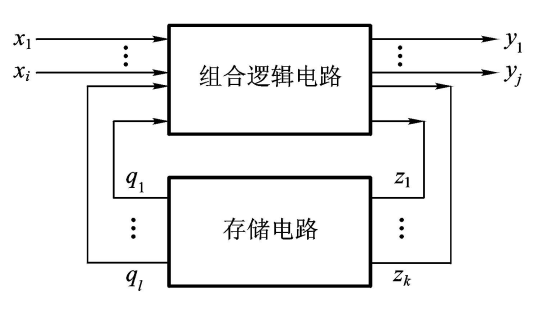 x₁ y₁
组合逻辑电路
xᵢ yⱼ
q₁ z₁
存储电路
qₗ zₖ